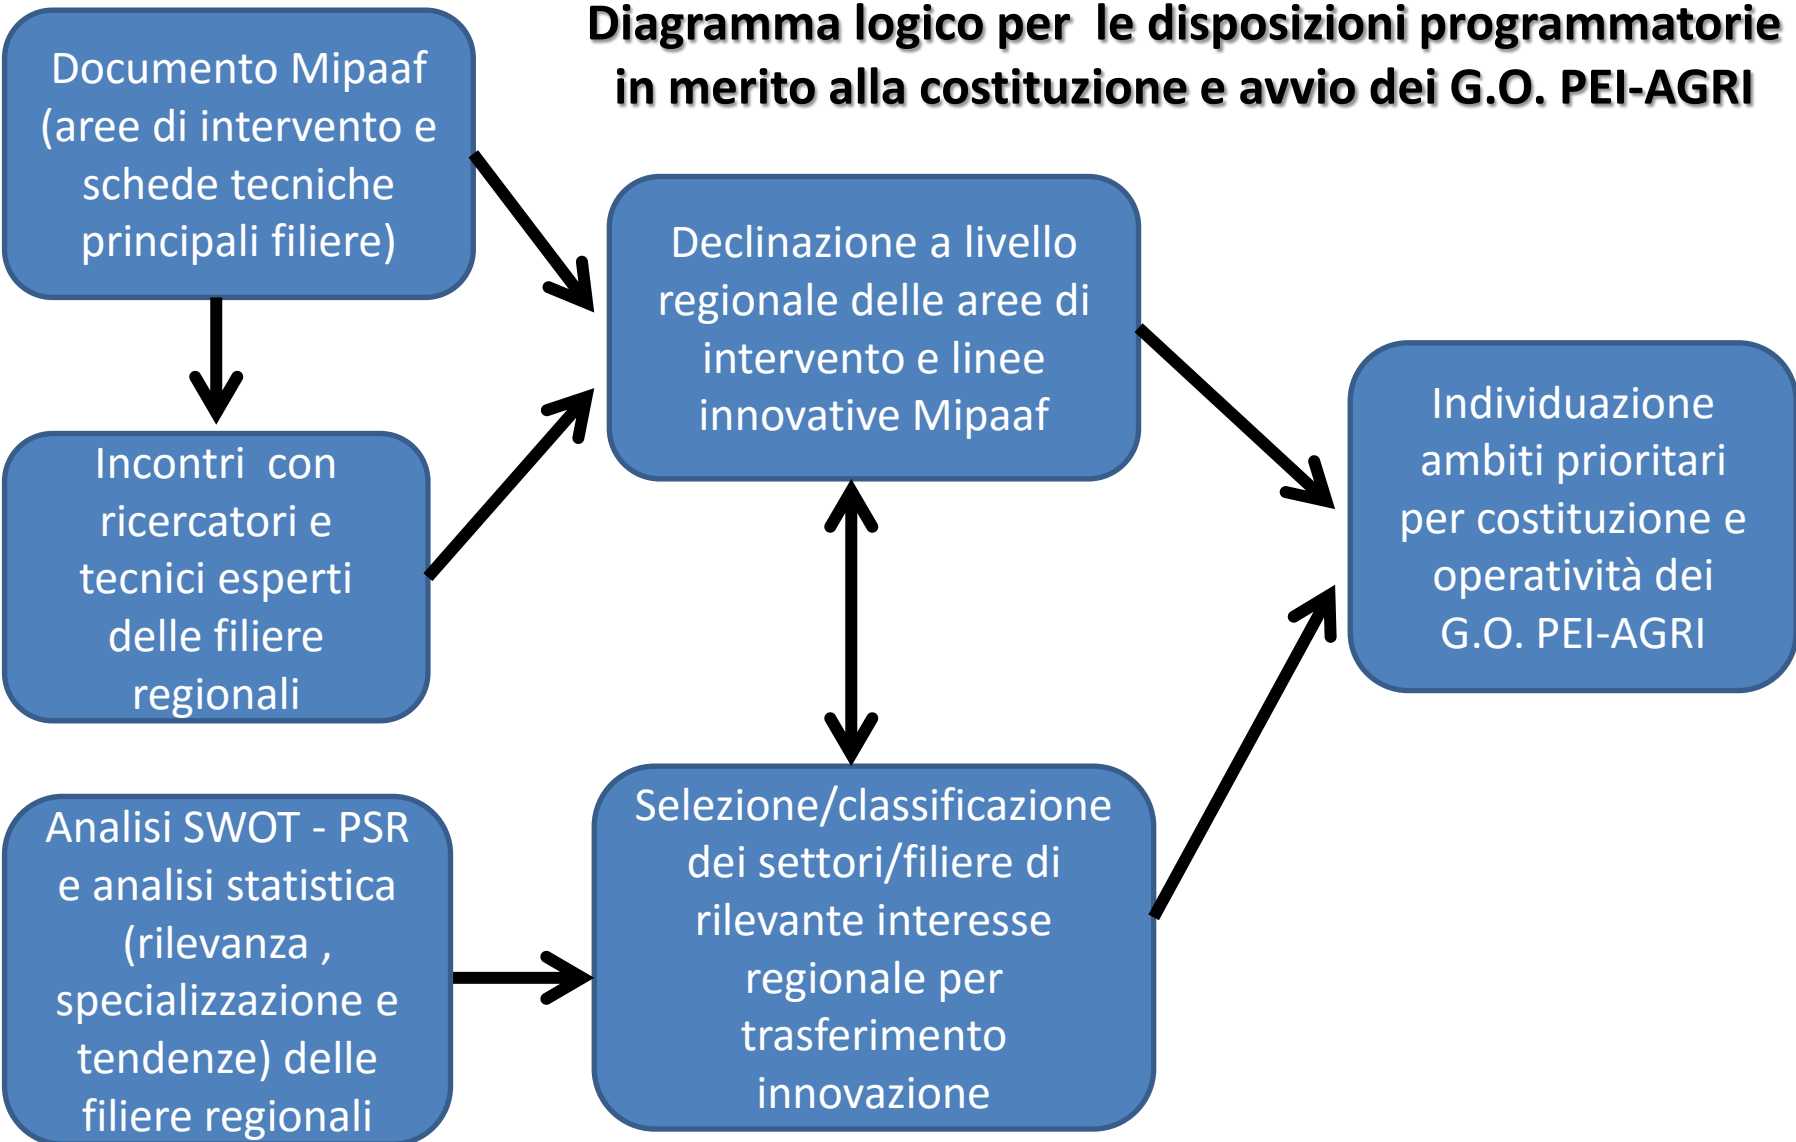 Diagramma logico per le disposizioni programmatorie
in merito alla costituzione e avvio dei G.O. PEI-AGRI
Documento Mipaaf
(aree di intervento e
schede tecniche
principali filiere)
Incontri con
ricercatori e
tecnici esperti
delle filiere
regionali
Analisi SWOT - PSR
e analisi statistica
(rilevanza ,
specializzazione e
tendenze) delle
filiere regionali
Declinazione a livello
regionale delle aree di
intervento e linee
innovative Mipaaf
Selezione/classificazione
dei settori/filiere di
rilevante interesse
regionale per
trasferimento
innovazione
Individuazione
ambiti prioritari
per costituzione e
operatività dei
G.O. PEI-AGRI